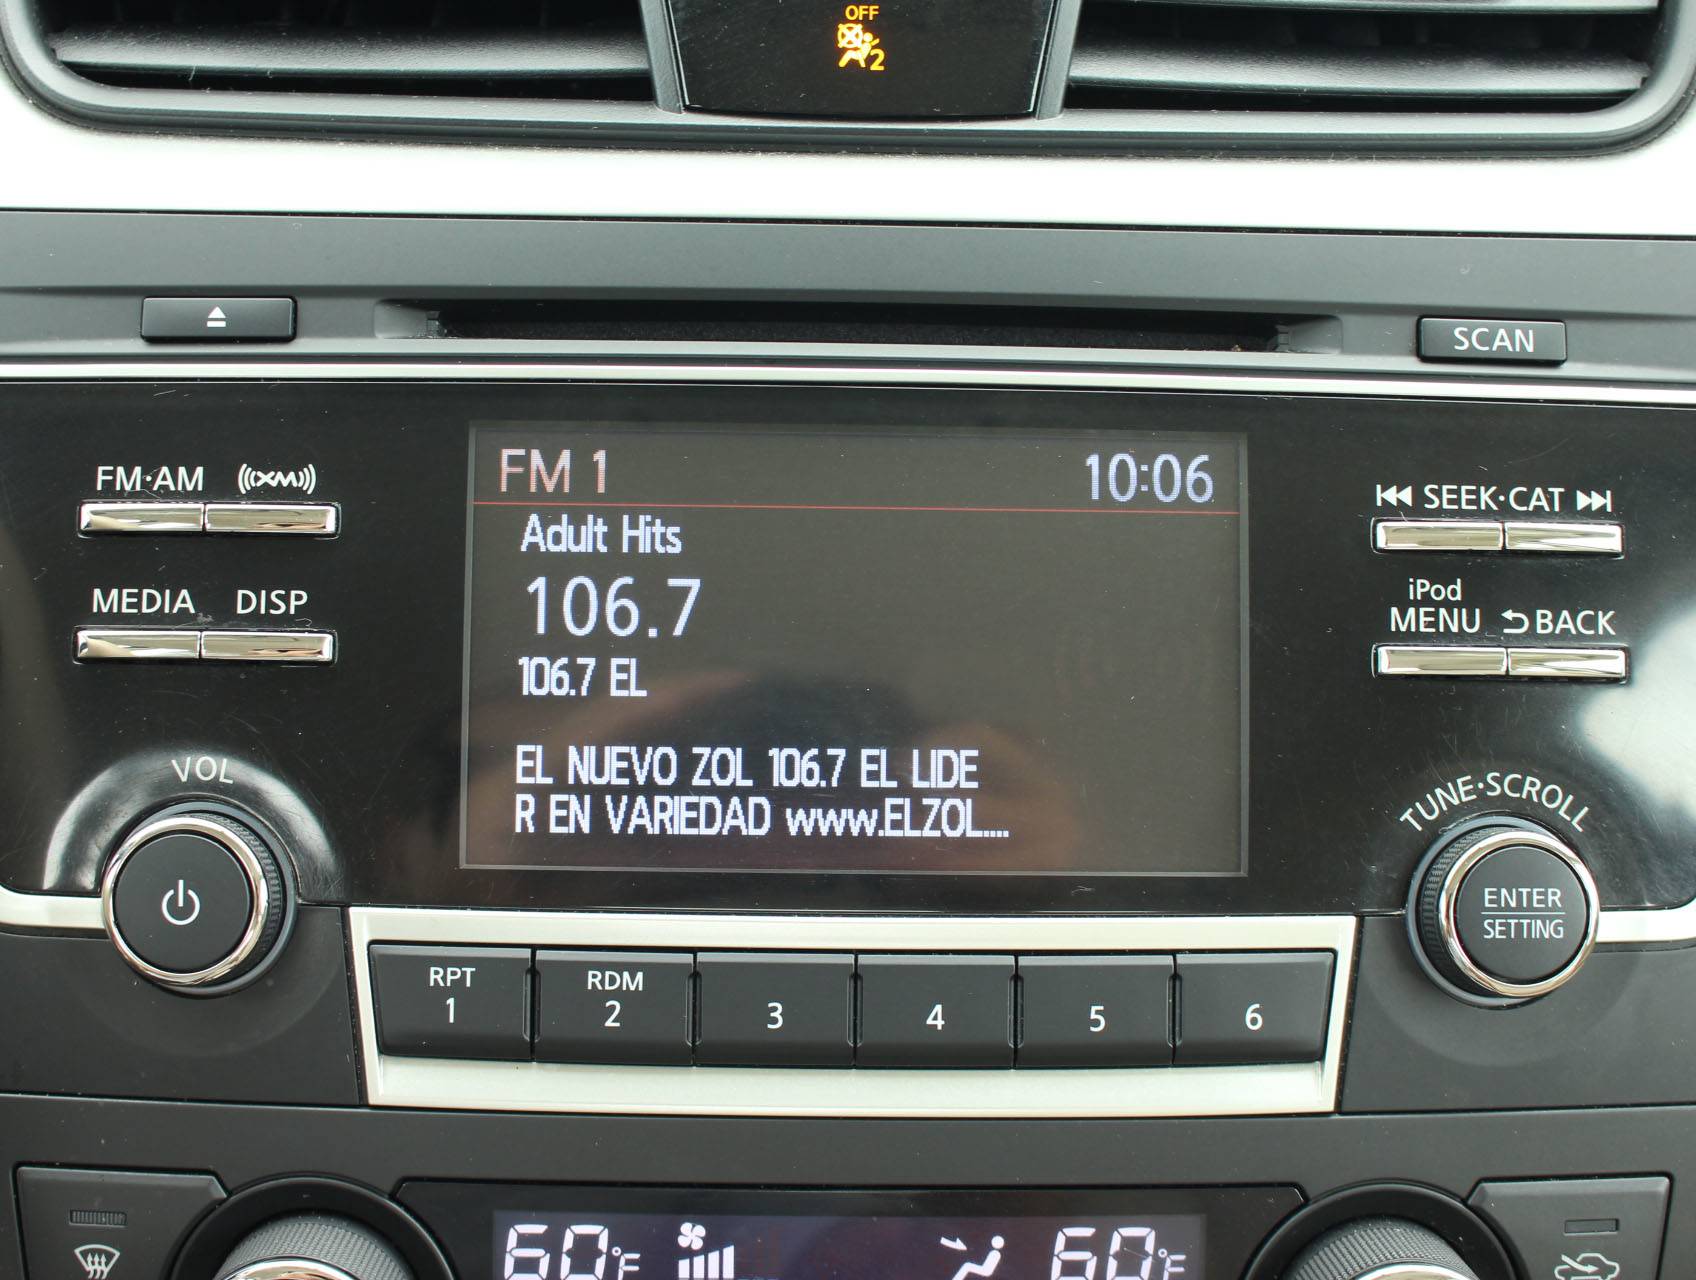 OFF
2
SCAN
FM·AM XM
MEDIA DISP
VOL
FM 1 10:06
Adult Hits
106.7
106.7 EL
EL NUEVO ZOL 106.7 EL LIDE
R EN VARIEDAD www.ELZOL....
SEEK·CAT
iPod
MENU BACK
TUNE·SCROLL
ENTER
SETTING
RPT
1
RDM
2
3
4
5
6
60°F 60°F